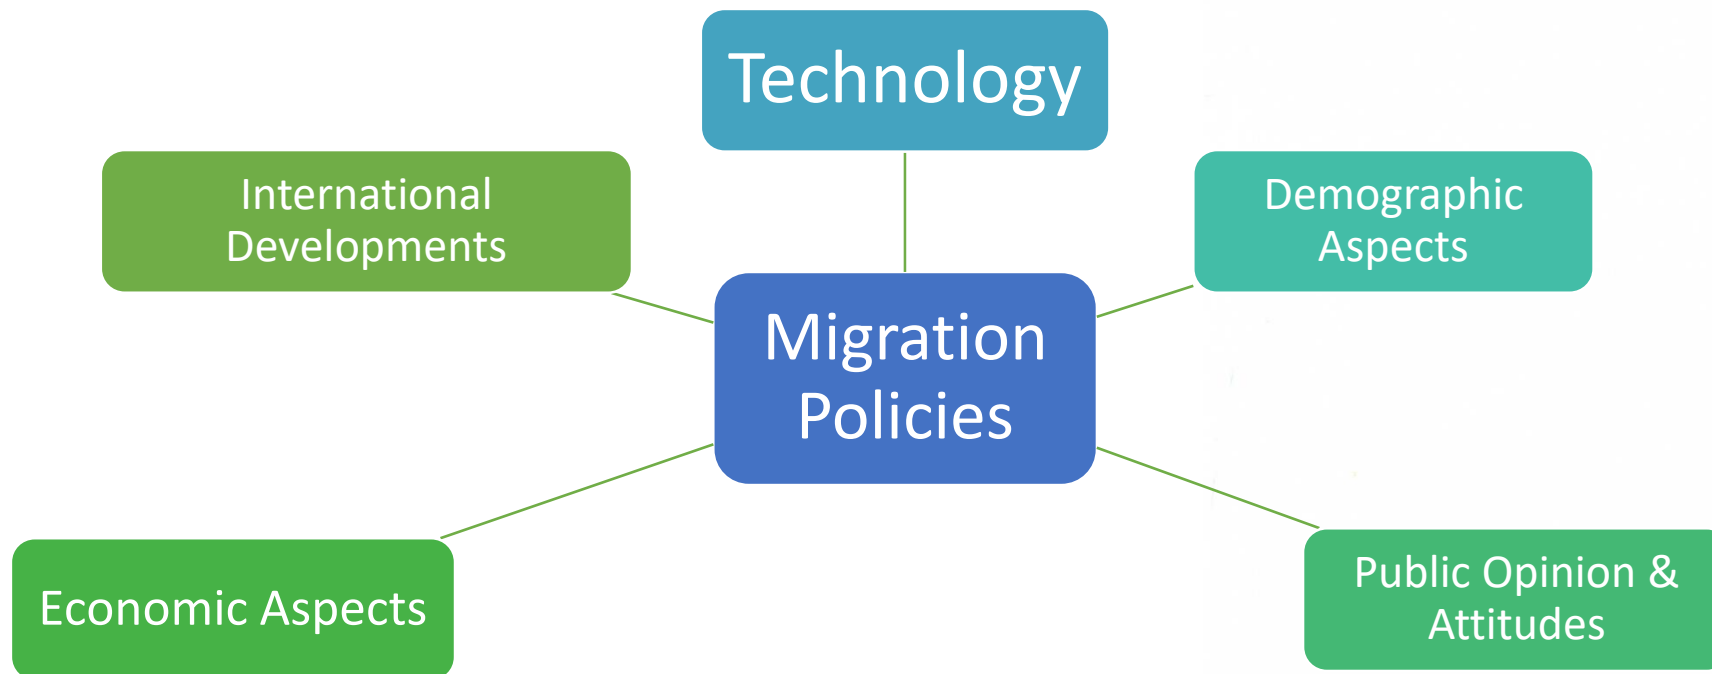 Technology
International
Developments
Demographic
Aspects
Migration
Policies
Economic Aspects
Public Opinion &
Attitudes